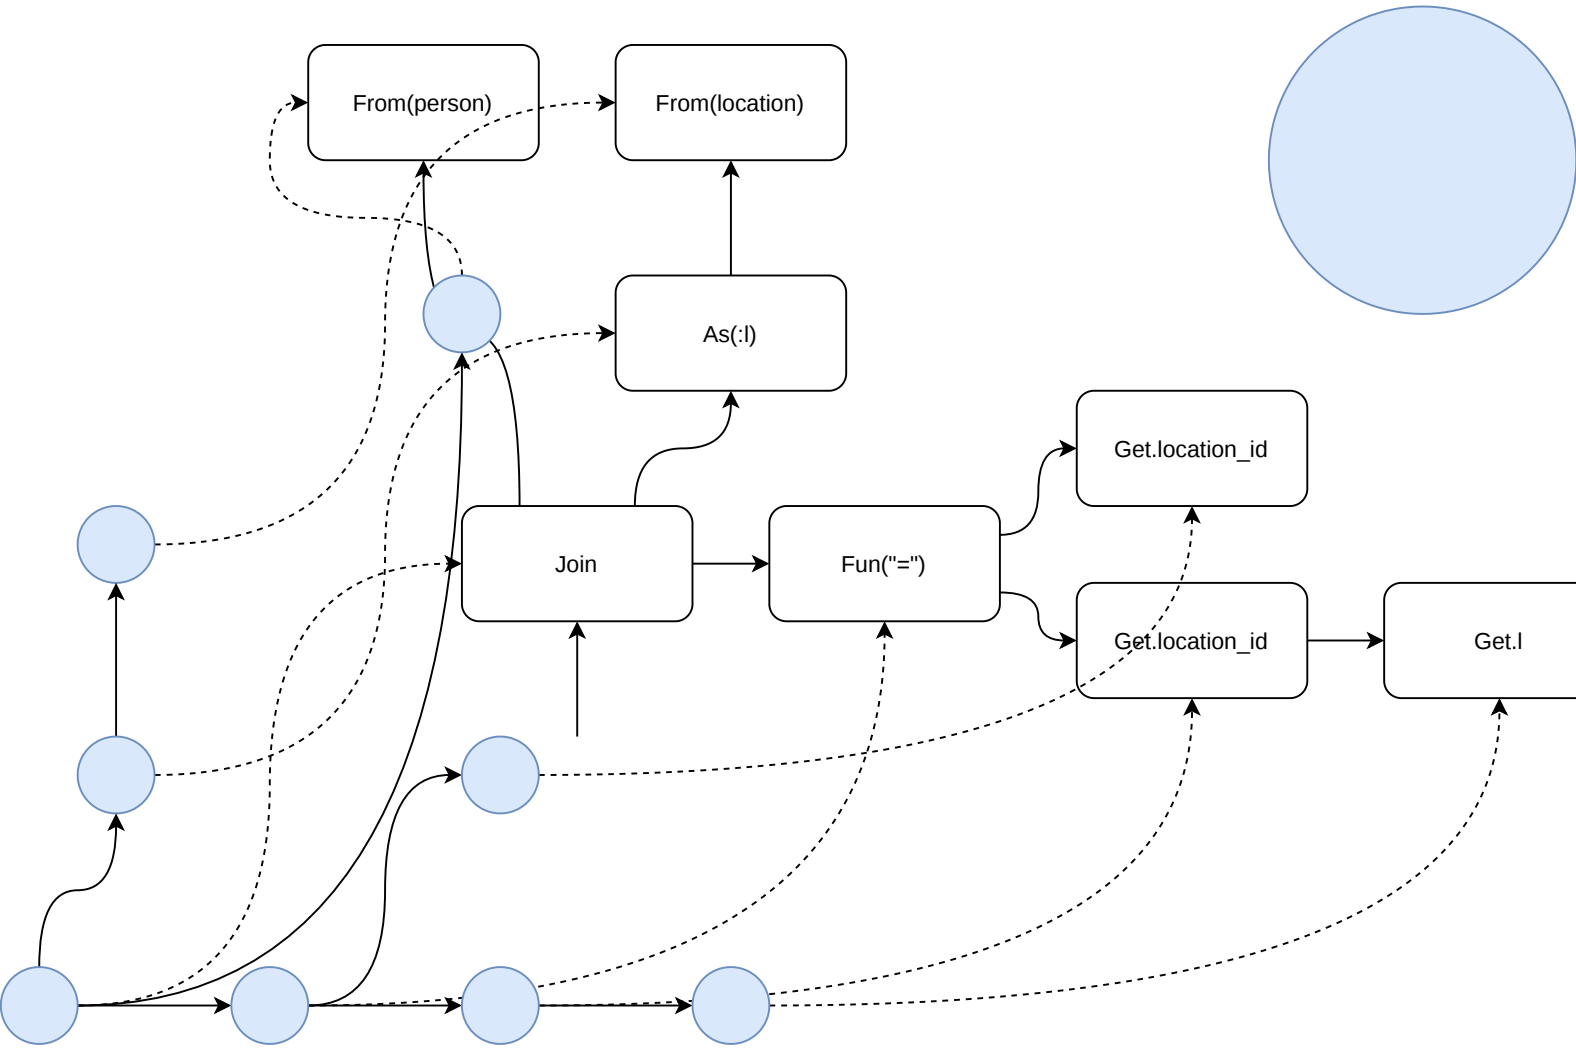 From(person)
From(location)
As(:l)
Get.location_id
Join
Fun("=")
Get.location_id
Get.l